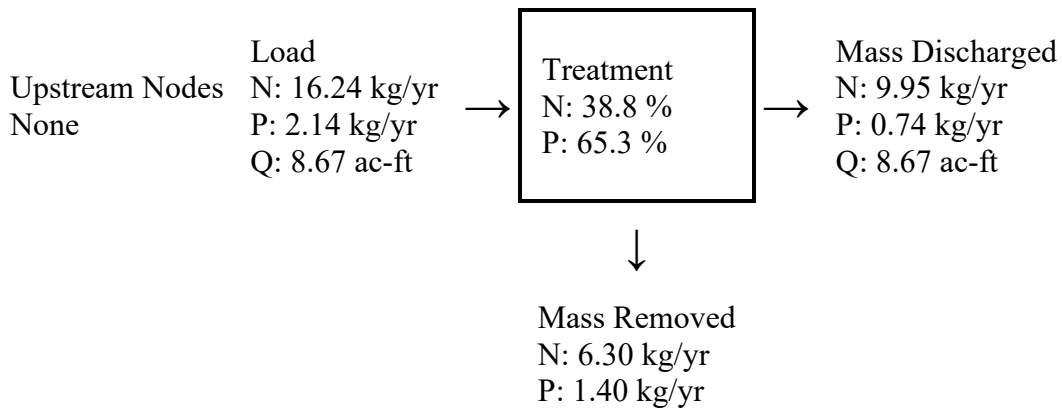 Upstream Nodes
None
Load
N: 16.24 kg/yr
P: 2.14 kg/yr
Q: 8.67 ac-ft
→
Treatment
N: 38.8 %
P: 65.3 %
→
Mass Discharged
N: 9.95 kg/yr
P: 0.74 kg/yr
Q: 8.67 ac-ft
↓
Mass Removed
N: 6.30 kg/yr
P: 1.40 kg/yr